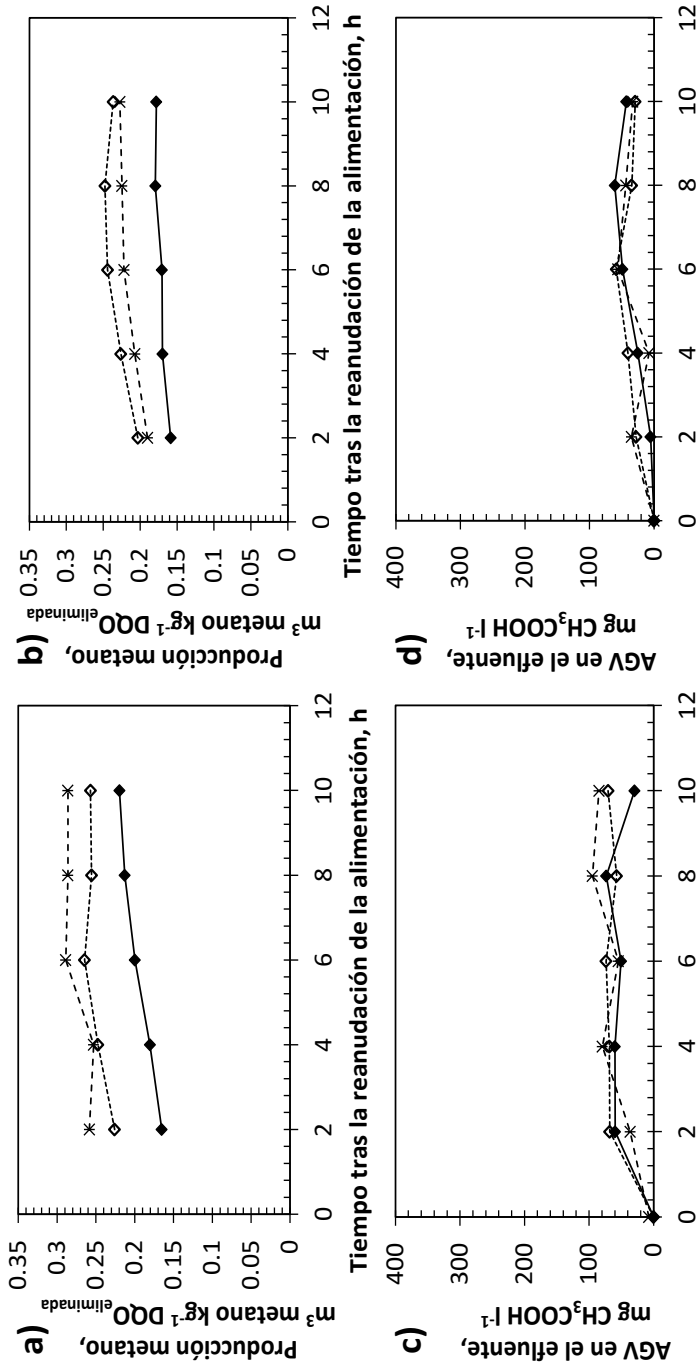 a)
Producción metano,
m³ metano kg⁻¹ DQOeliminada
0.35
0.3
0.25
0.2
0.15
0.1
0.05
0
0 2 4 6 8 10 12
Tiempo tras la reanudación de la alimentación, h
b)
Producción metano,
m³ metano kg⁻¹ DQOeliminada
0.35
0.3
0.25
0.2
0.15
0.1
0.05
0
0 2 4 6 8 10 12
Tiempo tras la reanudación de la alimentación, h
c)
AGV en el efluente,
mg CH₃COOH l⁻¹
400
300
200
100
0
0 2 4 6 8 10 12
d)
AGV en el efluente,
mg CH₃COOH l⁻¹
400
300
200
100
0
0 2 4 6 8 10 12